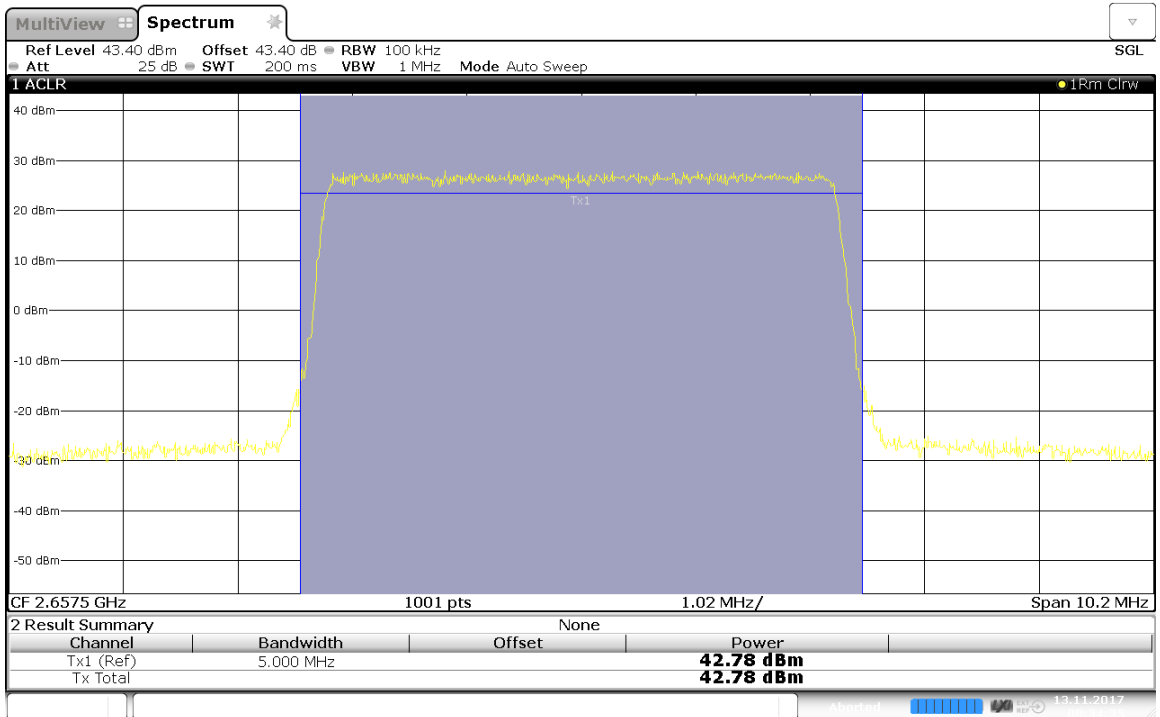 MultiView Spectrum
Ref Level 43.40 dBm Offset 43.40 dB RBW 100 kHz SGL
Att 25 dB SWT 200 ms VBW 1 MHz Mode Auto Sweep
1 ACLR 1Rm Clrw
40 dBm
30 dBm
20 dBm
Tx1
10 dBm
0 dBm
-10 dBm
-20 dBm
-30 dBm
-40 dBm
-50 dBm
CF 2.6575 GHz 1001 pts 1.02 MHz/ Span 10.2 MHz
2 Result Summary None
Channel Bandwidth Offset Power
Tx1 (Ref) 5.000 MHz 42.78 dBm
Tx Total 42.78 dBm
Aborted LXI 13.11.2017